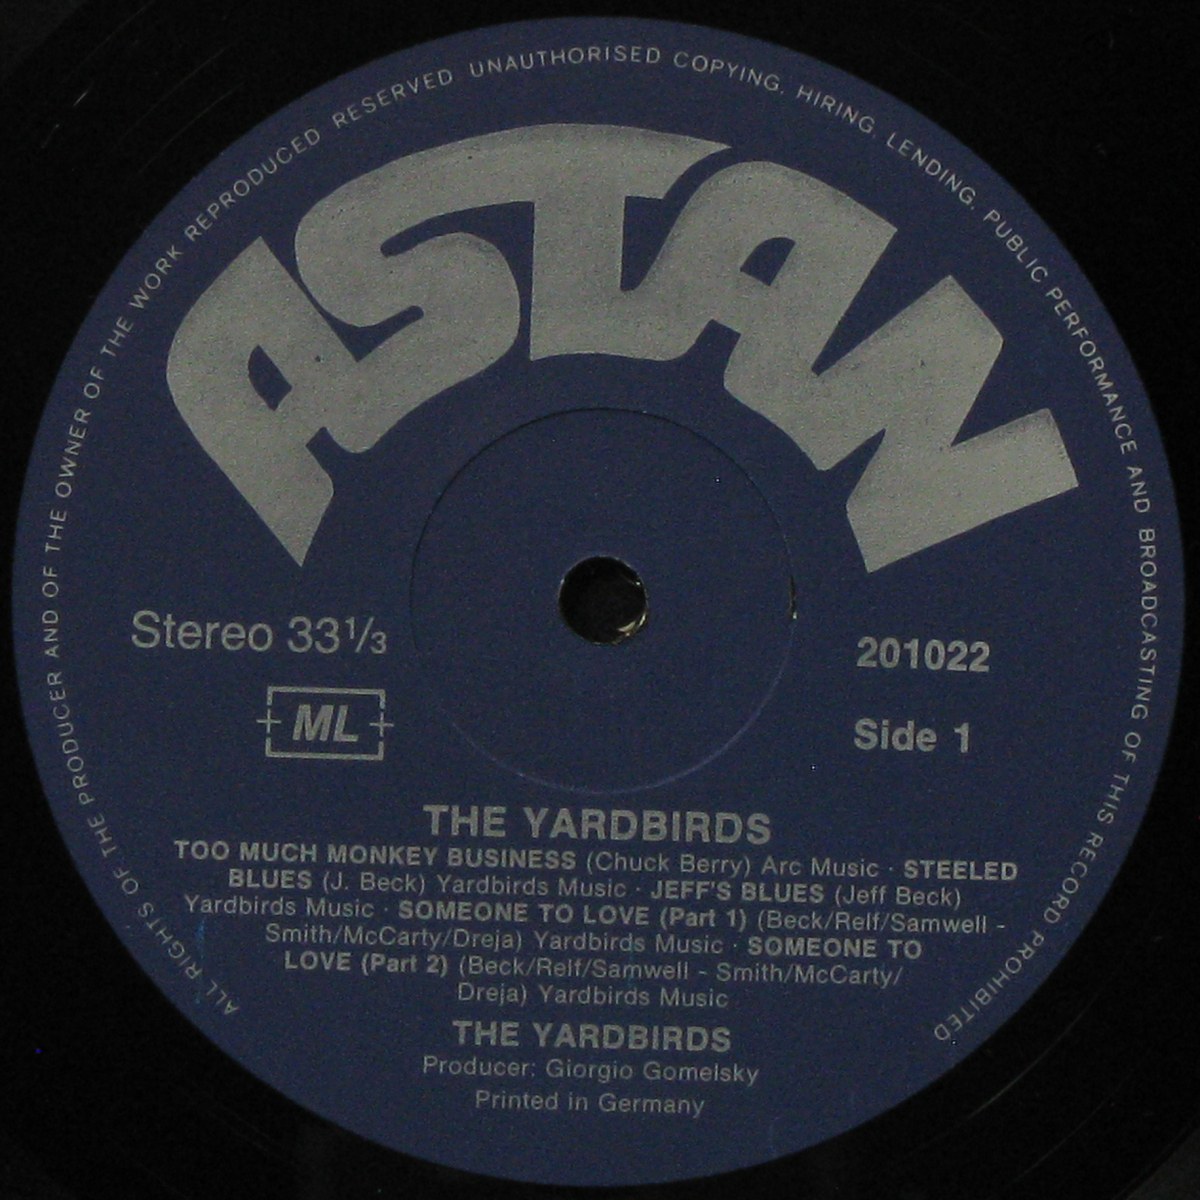 ALL RIGHTS OF THE PRODUCER AND OF THE OWNER OF THE WORK REPRODUCED RESERVED UNAUTHORISED COPYING. HIRING. LENDING. PUBLIC PERFORMANCE AND BROADCASTING OF THIS RECORD PROHIBITED
ASTAN
Stereo 33 1/3
201022
ML
Side 1
THE YARDBIRDS
TOO MUCH MONKEY BUSINESS (Chuck Berry) Arc Music · STEELED
BLUES (J. Beck) Yardbirds Music · JEFF'S BLUES (Jeff Beck)
Yardbirds Music · SOMEONE TO LOVE (Part 1) (Beck/Relf/Samwell -
Smith/McCarty/Dreja) Yardbirds Music · SOMEONE TO
LOVE (Part 2) (Beck/Relf/Samwell - Smith/McCarty/
Dreja) Yardbirds Music
THE YARDBIRDS
Producer: Giorgio Gomelsky
Printed in Germany